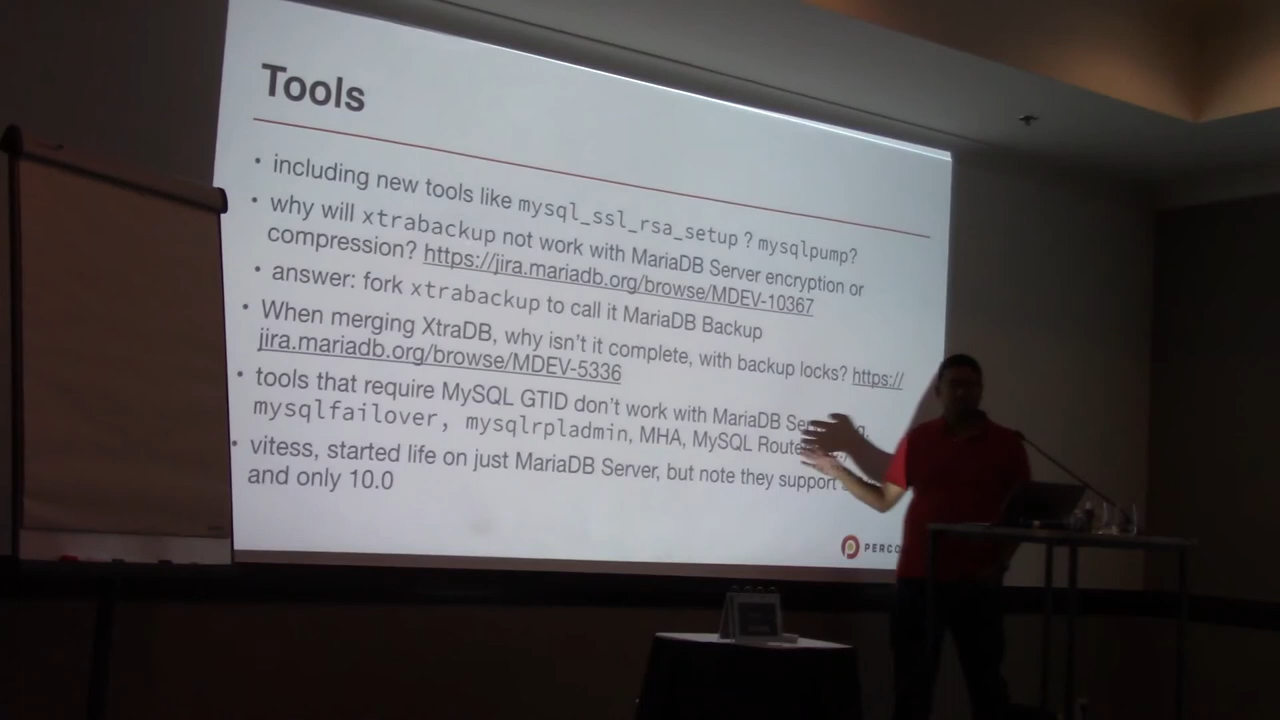 Tools
• including new tools like mysql_ssl_rsa_setup ? mysqlpump?
• why will xtrabackup not work with MariaDB Server encryption or
compression? https://jira.mariadb.org/browse/MDEV-10367
• answer: fork xtrabackup to call it MariaDB Backup
• When merging XtraDB, why isn't it complete, with backup locks? https://
jira.mariadb.org/browse/MDEV-5336
• tools that require MySQL GTID don't work with MariaDB
mysqlfailover, mysqlrpladmin, MHA, MySQL
• vitess, started life on just MariaDB Server, but note they support
and only 10.0